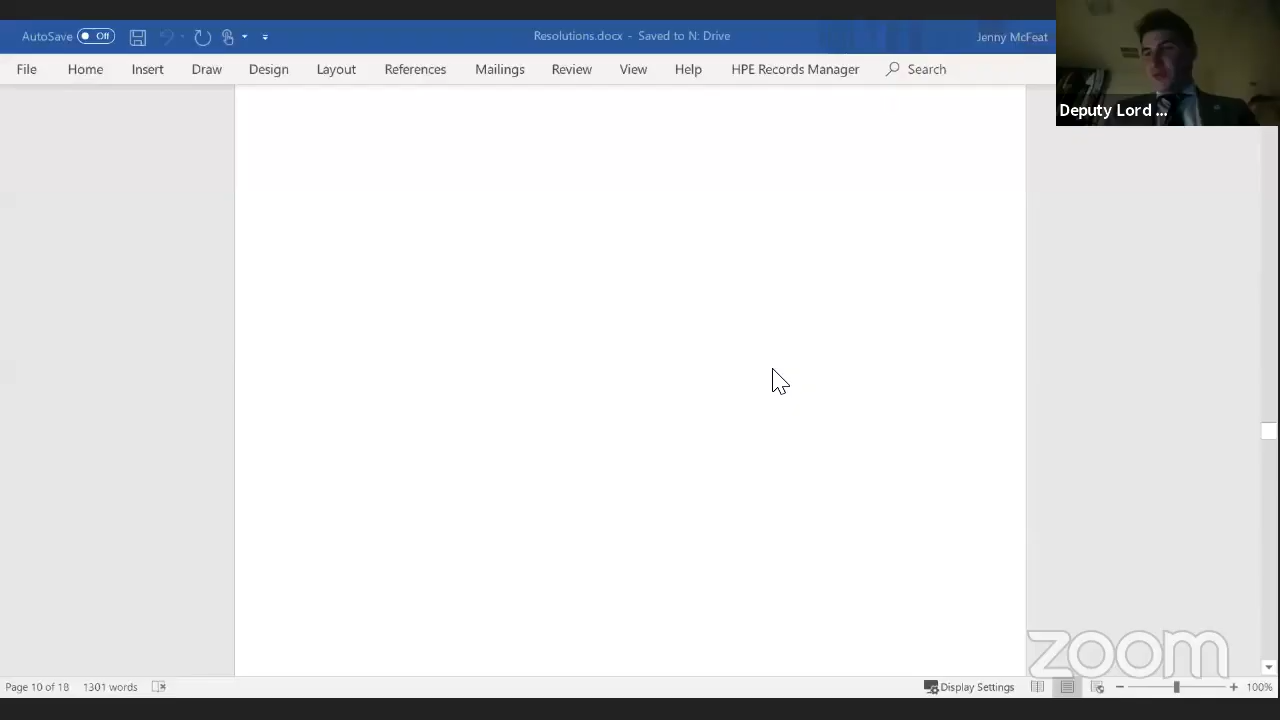 AutoSave Off
Resolutions.docx - Saved to N: Drive
Jenny McFeat
File Home Insert Draw Design Layout References Mailings Review View Help HPE Records Manager Search
Deputy Lord ...
zoom
Page 10 of 18 1301 words
Display Settings
100%